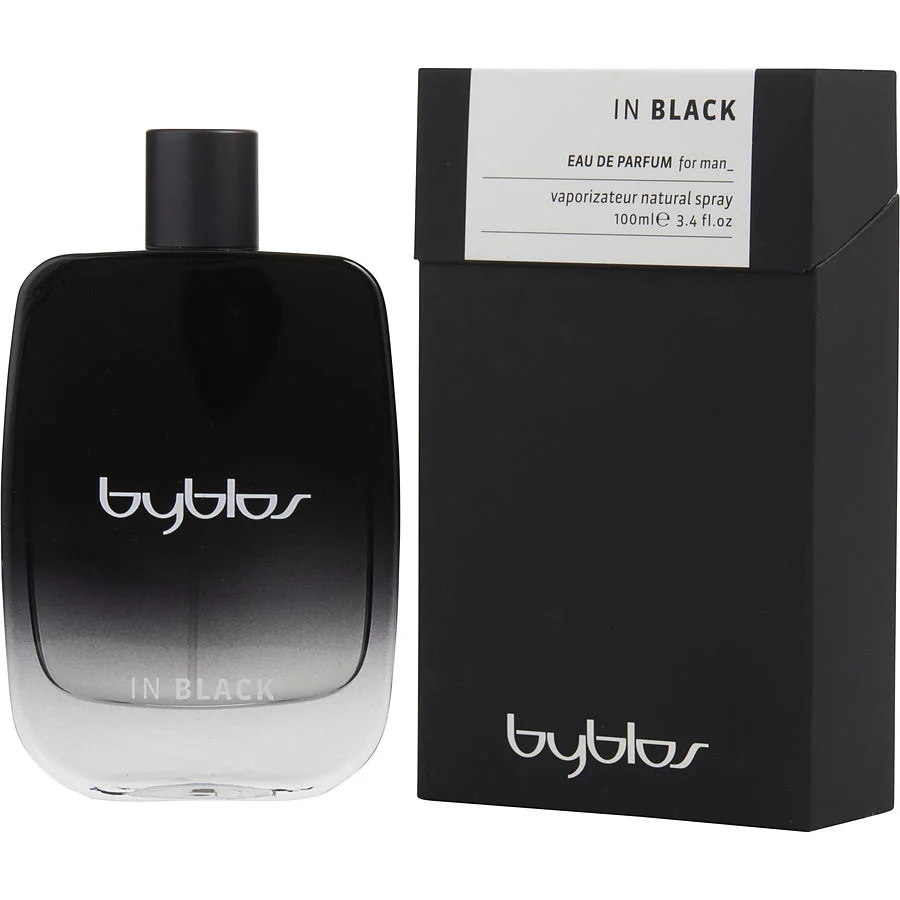 byblos
IN BLACK
IN BLACK
EAU DE PARFUM for man_
vaporizateur natural spray
100ml℮ 3.4 fl.oz
byblos